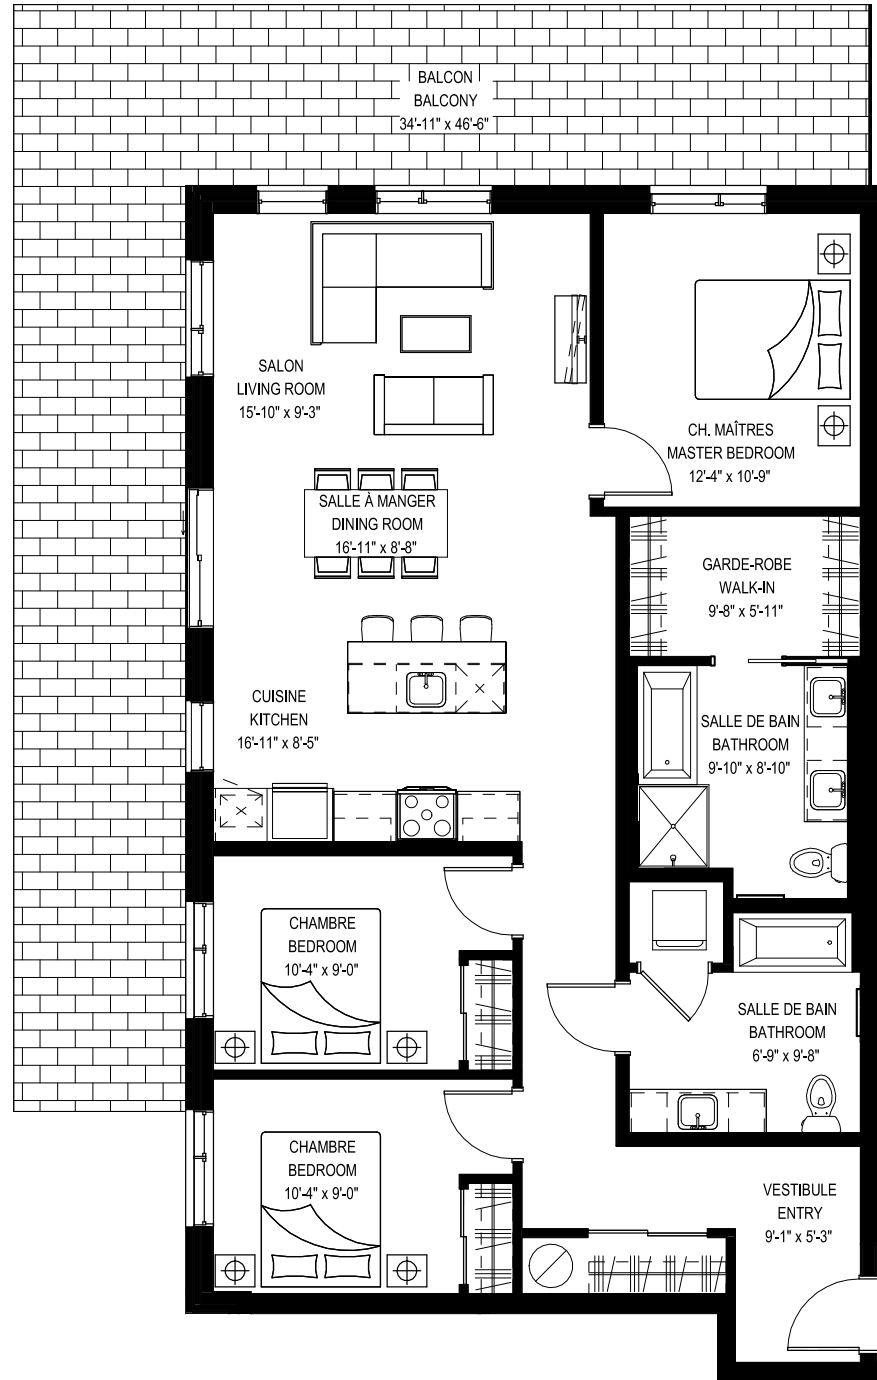 BALCON
BALCONY
34'-11" x 46'-6"
SALON
LIVING ROOM
15'-10" x 9'-3"
CH. MAÎTRES
MASTER BEDROOM
12'-4" x 10'-9"
SALLE À MANGER
DINING ROOM
16'-11" x 8'-8"
GARDE-ROBE
WALK-IN
9'-8" x 5'-11"
CUISINE
KITCHEN
16'-11" x 8'-5"
SALLE DE BAIN
BATHROOM
9'-10" x 8'-10"
CHAMBRE
BEDROOM
10'-4" x 9'-0"
SALLE DE BAIN
BATHROOM
6'-9" x 9'-8"
CHAMBRE
BEDROOM
10'-4" x 9'-0"
VESTIBULE
ENTRY
9'-1" x 5'-3"